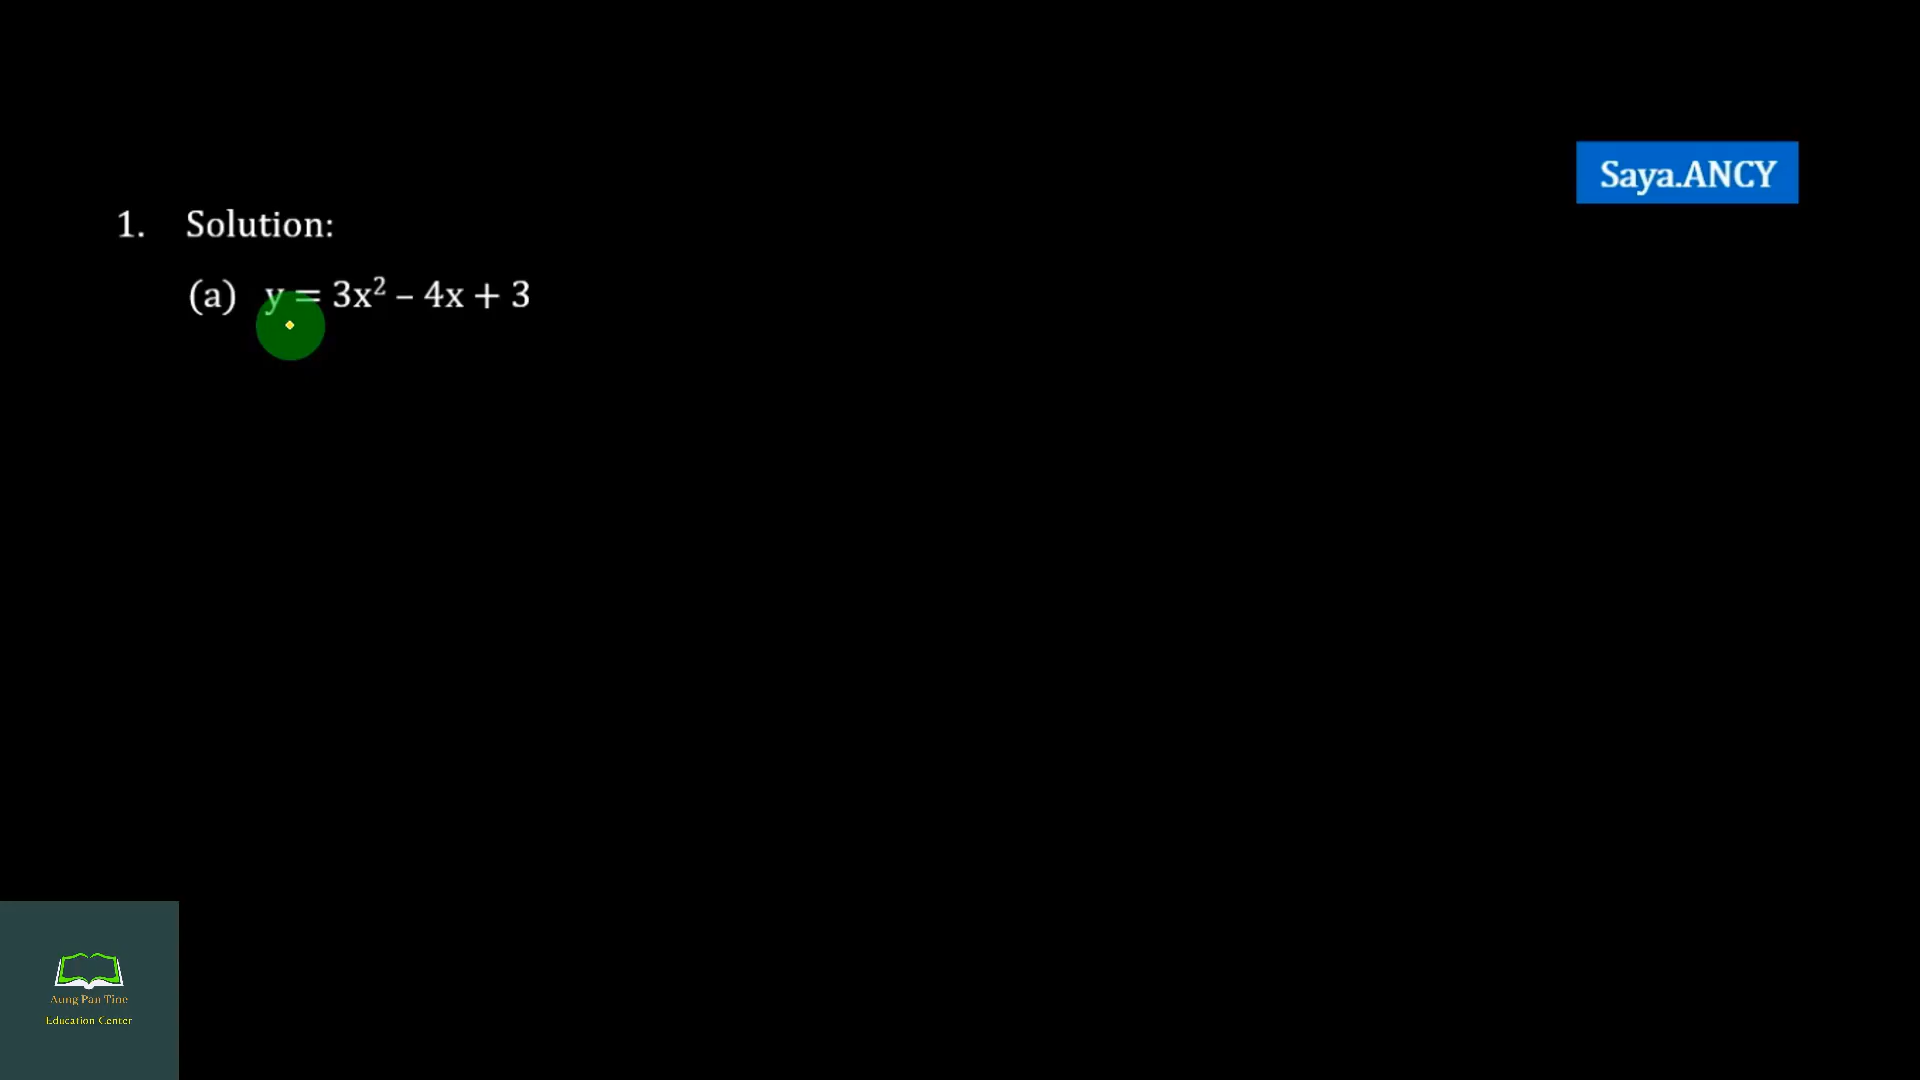 Saya.ANCY
1. Solution:
(a) y = 3x² – 4x + 3
Aung Pan Tine
Education Center